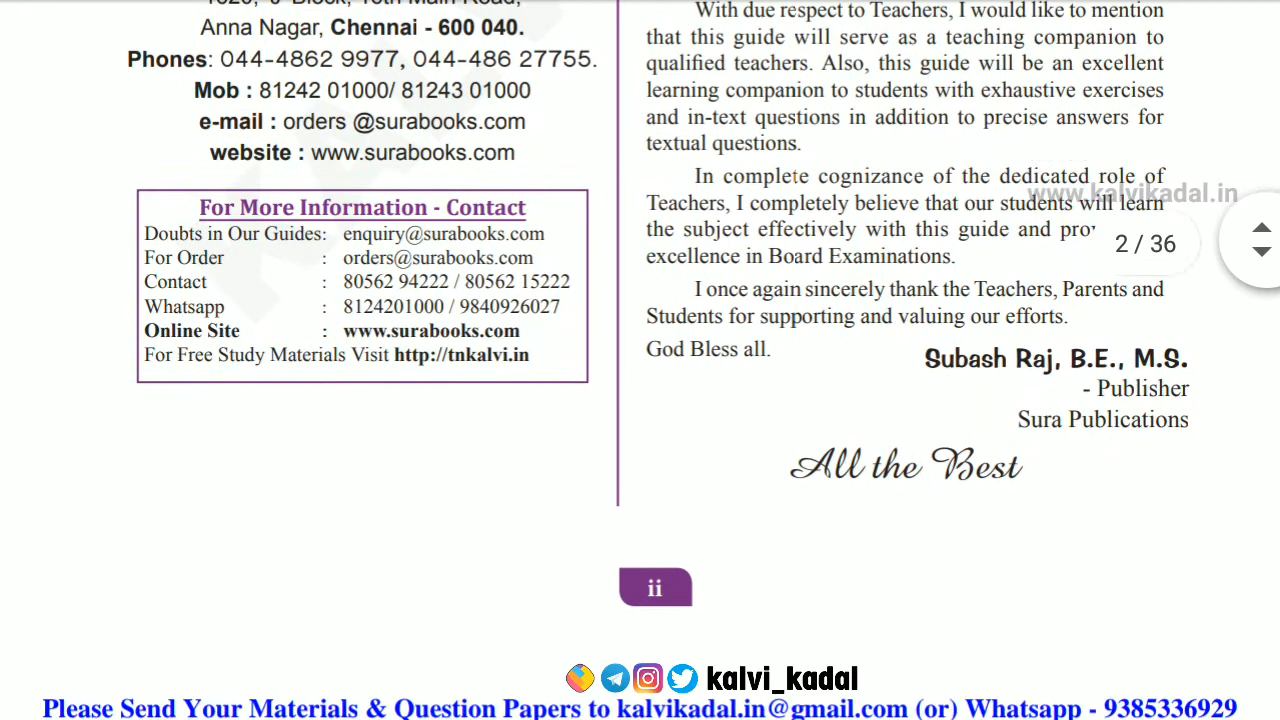 Anna Nagar, Chennai - 600 040.
Phones: 044-4862 9977, 044-486 27755.
Mob : 81242 01000/ 81243 01000
e-mail : orders @surabooks.com
website : www.surabooks.com
For More Information - Contact
Doubts in Our Guides: enquiry@surabooks.com
For Order : orders@surabooks.com
Contact : 80562 94222 / 80562 15222
Whatsapp : 8124201000 / 9840926027
Online Site : www.surabooks.com
For Free Study Materials Visit http://tnkalvi.in
With due respect to Teachers, I would like to mention
that this guide will serve as a teaching companion to
qualified teachers. Also, this guide will be an excellent
learning companion to students with exhaustive exercises
and in-text questions in addition to precise answers for
textual questions.
In complete cognizance of the dedicated role of
Teachers, I completely believe that our students will learn
the subject effectively with this guide and
excellence in Board Examinations.
I once again sincerely thank the Teachers, Parents and
Students for supporting and valuing our efforts.
God Bless all.
Subash Raj, B.E., M.S.
- Publisher
Sura Publications
All the Best
www.kalvikadal.in
2 / 36
ii
kalvi_kadal
Please Send Your Materials & Question Papers to kalvikadal.in@gmail.com (or) Whatsapp - 9385336929